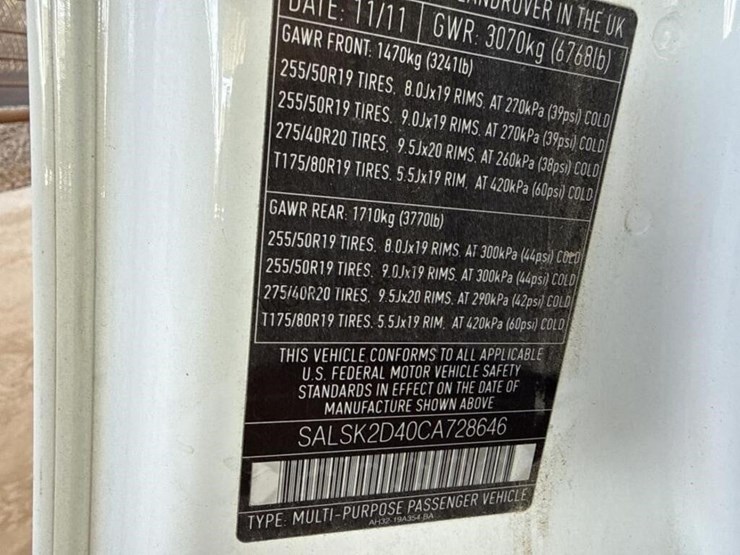 LANDROVER IN THE UK
DATE: 11/11 GWR: 3070kg (6768lb)
GAWR FRONT: 1470kg (3241lb)
255/50R19 TIRES, 8.0Jx19 RIMS, AT 270kPa (39psi) COLD
255/50R19 TIRES, 9.0Jx19 RIMS, AT 270kPa (39psi) COLD
275/40R20 TIRES, 9.5Jx20 RIMS, AT 260kPa (38psi) COLD
T175/80R19 TIRES, 5.5Jx19 RIM, AT 420kPa (60psi) COLD
GAWR REAR: 1710kg (3770lb)
255/50R19 TIRES, 8.0Jx19 RIMS, AT 300kPa (44psi) COLD
255/50R19 TIRES, 9.0Jx19 RIMS, AT 300kPa (44psi) COLD
275/40R20 TIRES, 9.5Jx20 RIMS, AT 290kPa (42psi) COLD
T175/80R19 TIRES, 5.5Jx19 RIM, AT 420kPa (60psi) COLD
THIS VEHICLE CONFORMS TO ALL APPLICABLE
U.S. FEDERAL MOTOR VEHICLE SAFETY
STANDARDS IN EFFECT ON THE DATE OF
MANUFACTURE SHOWN ABOVE
SALSK2D40CA728646
TYPE: MULTI-PURPOSE PASSENGER VEHICLE
AH32-19A354-BA